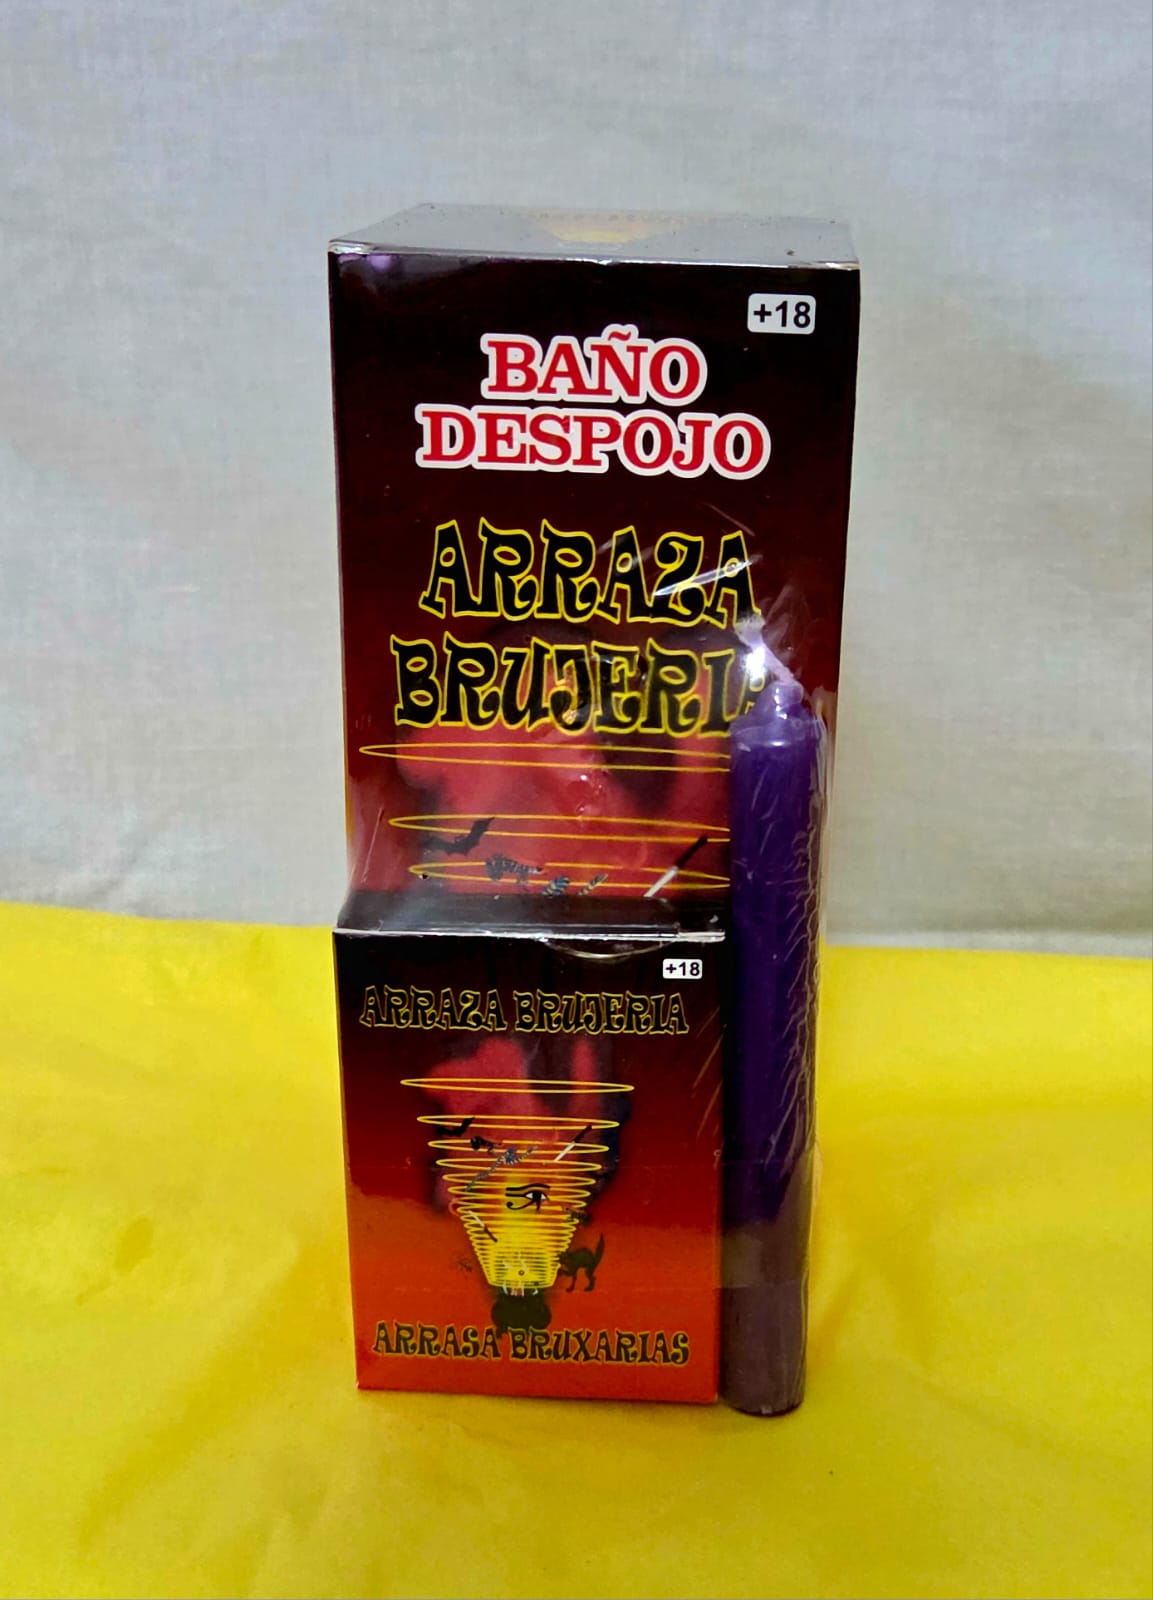 +18
BAÑO
DESPOJO
ARRAZA
BRUJERIA
+18
ARRAZA BRUJERIA
ARRASA BRUXARIAS